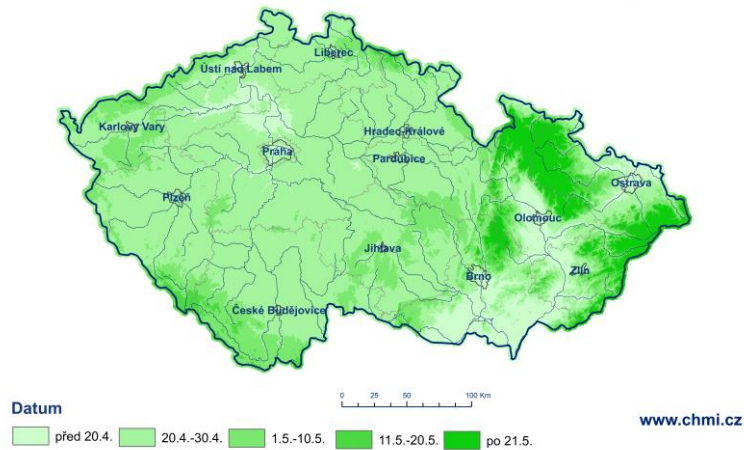 Liberec
Ústí nad Labem
Karlovy Vary
Hradec Králové
Praha
Pardubice
Ostrava
Plzeň
Olomouc
Jihlava
Brno
Zlín
České Budějovice
0 25 50 100 Km
Datum
www.chmi.cz
před 20.4. 20.4.-30.4. 1.5.-10.5. 11.5.-20.5. po 21.5.